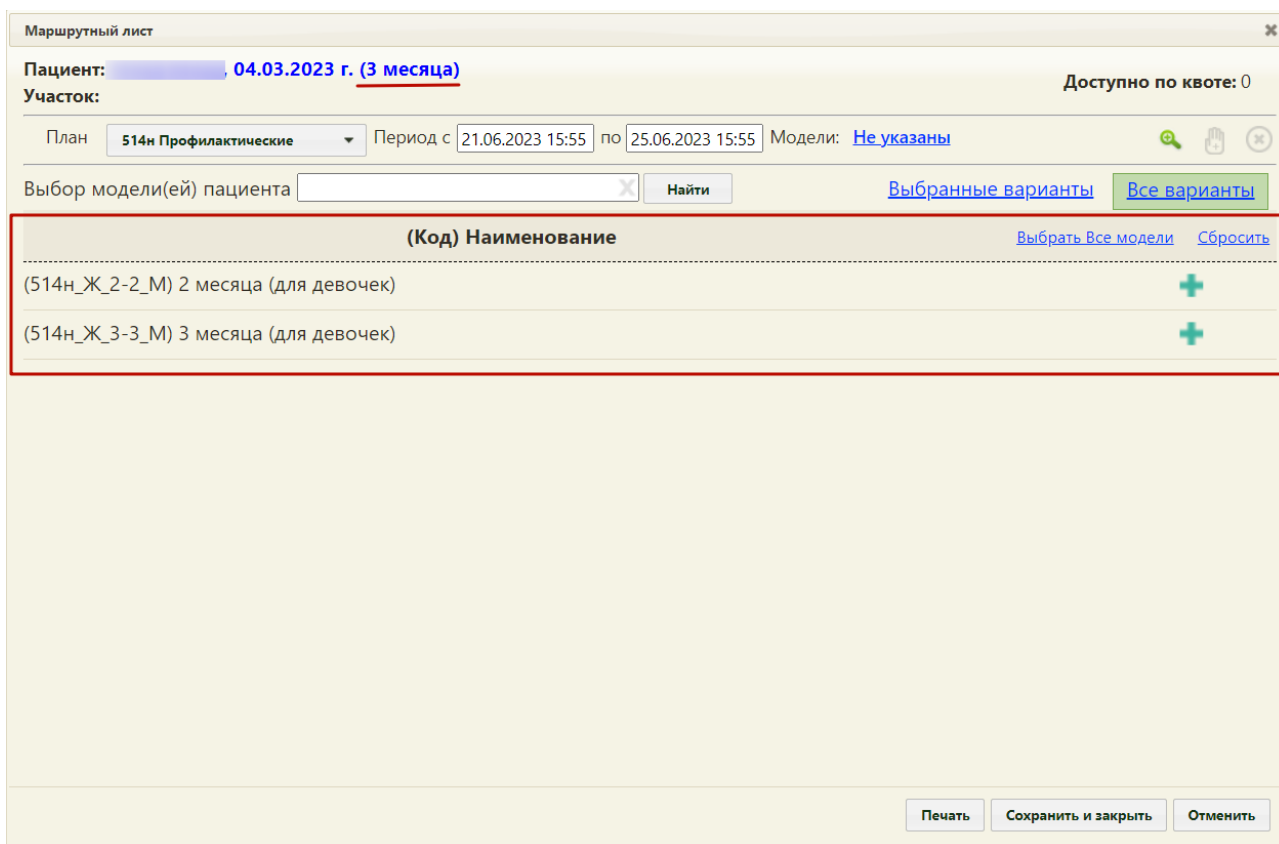 Маршрутный лист
Пациент: , 04.03.2023 г. (3 месяца)
Участок:
Доступно по квоте: 0
План 514н Профилактические Период с 21.06.2023 15:55 по 25.06.2023 15:55 Модели: Не указаны
Выбор модели(ей) пациента X Найти Выбранные варианты Все варианты
(Код) Наименование Выбрать Все модели Сбросить
(514н_Ж_2-2_М) 2 месяца (для девочек)
(514н_Ж_3-3_М) 3 месяца (для девочек)
Печать Сохранить и закрыть Отменить